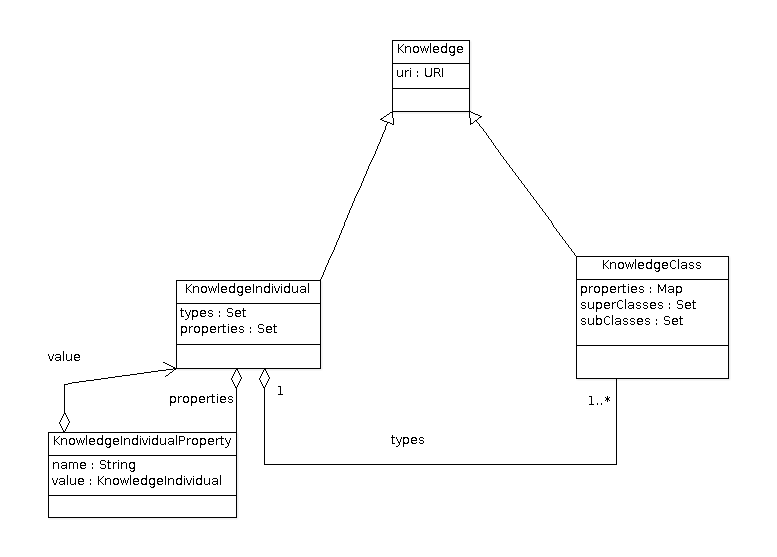 Knowledge
uri : URI
KnowledgeClass
properties : Map
superClasses : Set
subClasses : Set
KnowledgeIndividual
types : Set
properties : Set
value
properties
1
1..*
types
KnowledgeIndividualProperty
name : String
value : KnowledgeIndividual